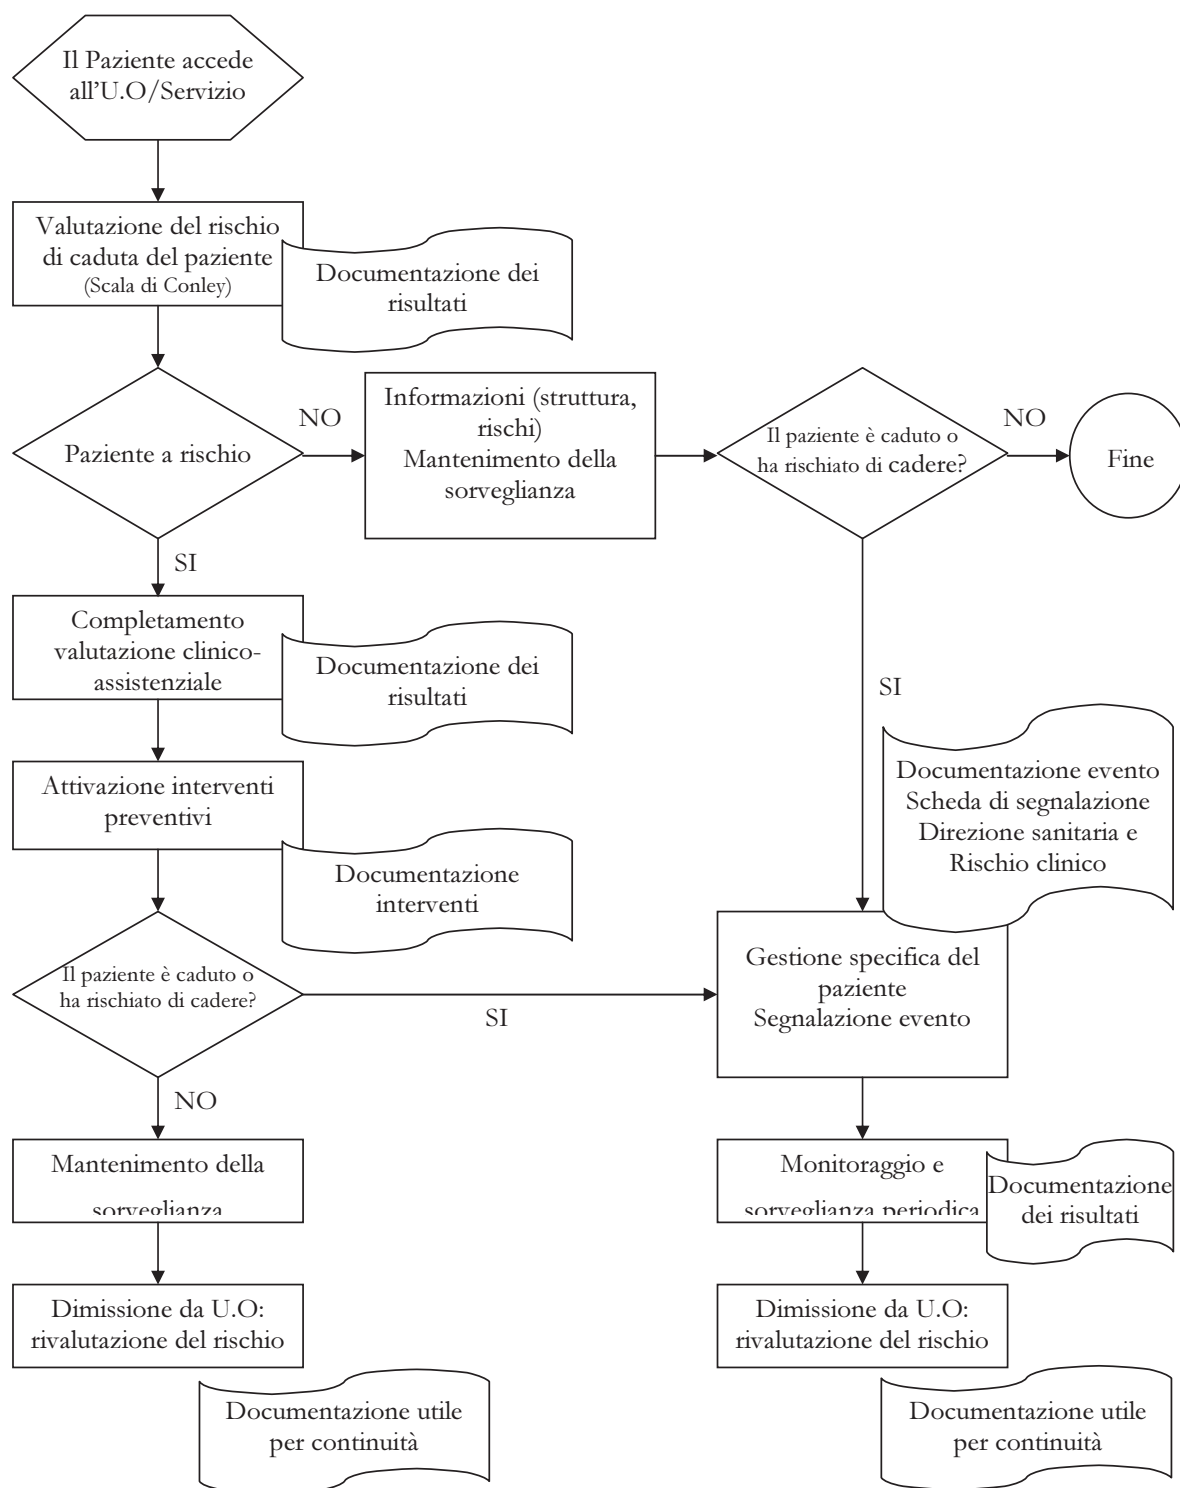 Il Paziente accede
all'U.O/Servizio
Valutazione del rischio
di caduta del paziente
(Scala di Conley)
Documentazione dei
risultati
Paziente a rischio
NO
Informazioni (struttura,
rischi)
Mantenimento della
sorveglianza
Il paziente è caduto o
ha rischiato di cadere?
NO
Fine
SI
Completamento
valutazione clinico-
assistenziale
Documentazione dei
risultati
SI
Documentazione evento
Scheda di segnalazione
Direzione sanitaria e
Rischio clinico
Attivazione interventi
preventivi
Documentazione
interventi
Il paziente è caduto o
ha rischiato di cadere?
SI
Gestione specifica del
paziente
Segnalazione evento
NO
Mantenimento della
sorveglianza
Monitoraggio e
sorveglianza periodica
Documentazione
dei risultati
Dimissione da U.O:
rivalutazione del rischio
Dimissione da U.O:
rivalutazione del rischio
Documentazione utile
per continuità
Documentazione utile
per continuità